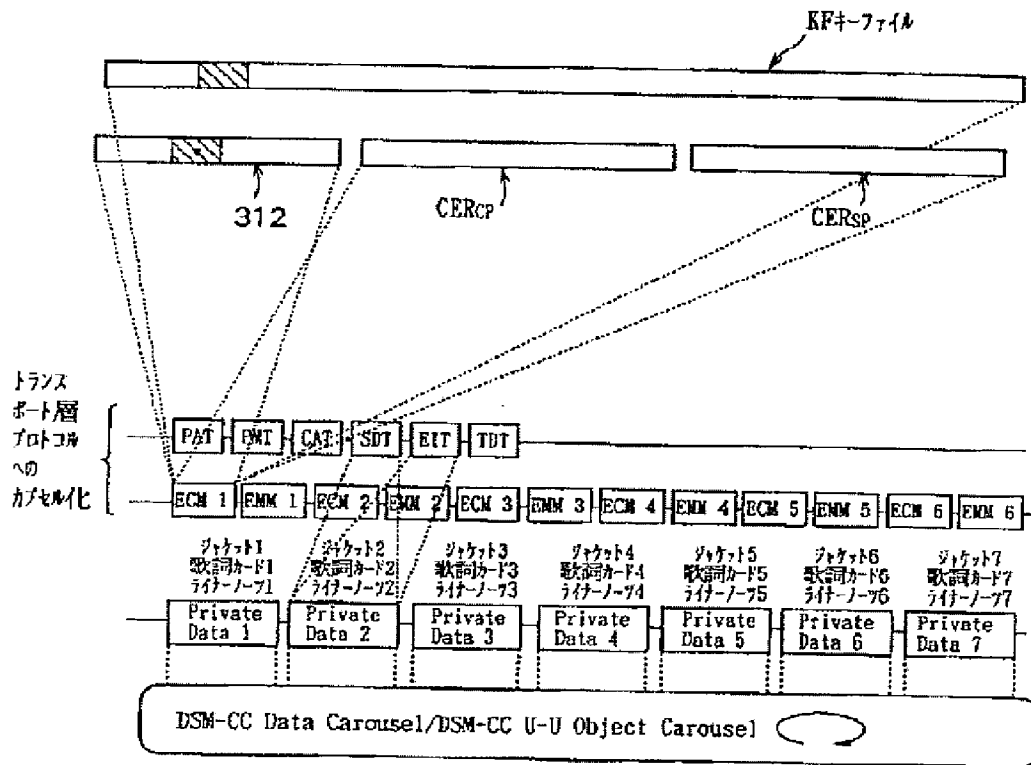 KFキーファイル
312
CERCP
CERSP
トランス
ポート層
プロトコル
への
カプセル化
PAT PMT CAT SDT EIT TDT
ECM 1 EMM 1 ECM 2 EMM 2 ECM 3 EMM 3 ECM 4 EMM 4 ECM 5 EMM 5 ECM 6 EMM 6
ジャケット1 ジャケット2 ジャケット3 ジャケット4 ジャケット5 ジャケット6 ジャケット7
歌詞カード1 歌詞カード2 歌詞カード3 歌詞カード4 歌詞カード5 歌詞カード6 歌詞カード7
ライナーノーツ1 ライナーノーツ2 ライナーノーツ3 ライナーノーツ4 ライナーノーツ5 ライナーノーツ6 ライナーノーツ7
Private Private Private Private Private Private Private
Data 1 Data 2 Data 3 Data 4 Data 5 Data 6 Data 7
DSM-CC Data Carousel/DSM-CC U-U Object Carousel